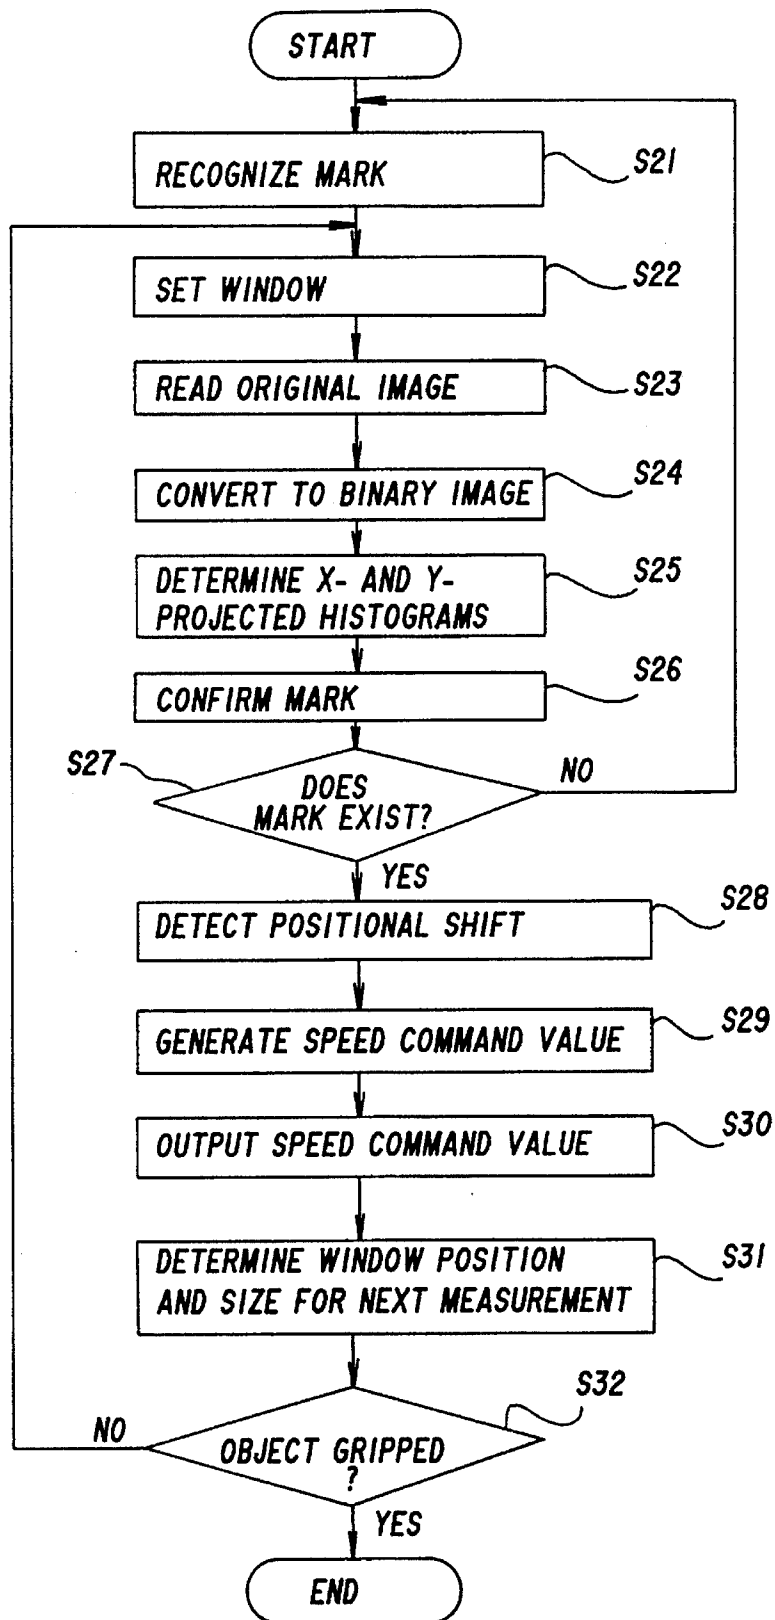 START
RECOGNIZE MARK
S21
SET WINDOW
S22
READ ORIGINAL IMAGE
S23
CONVERT TO BINARY IMAGE
S24
DETERMINE X- AND Y-
PROJECTED HISTOGRAMS
S25
CONFIRM MARK
S26
S27
DOES
MARK EXIST?
NO
YES
DETECT POSITIONAL SHIFT
S28
GENERATE SPEED COMMAND VALUE
S29
OUTPUT SPEED COMMAND VALUE
S30
DETERMINE WINDOW POSITION
AND SIZE FOR NEXT MEASUREMENT
S31
S32
NO
OBJECT GRIPPED
?
YES
END